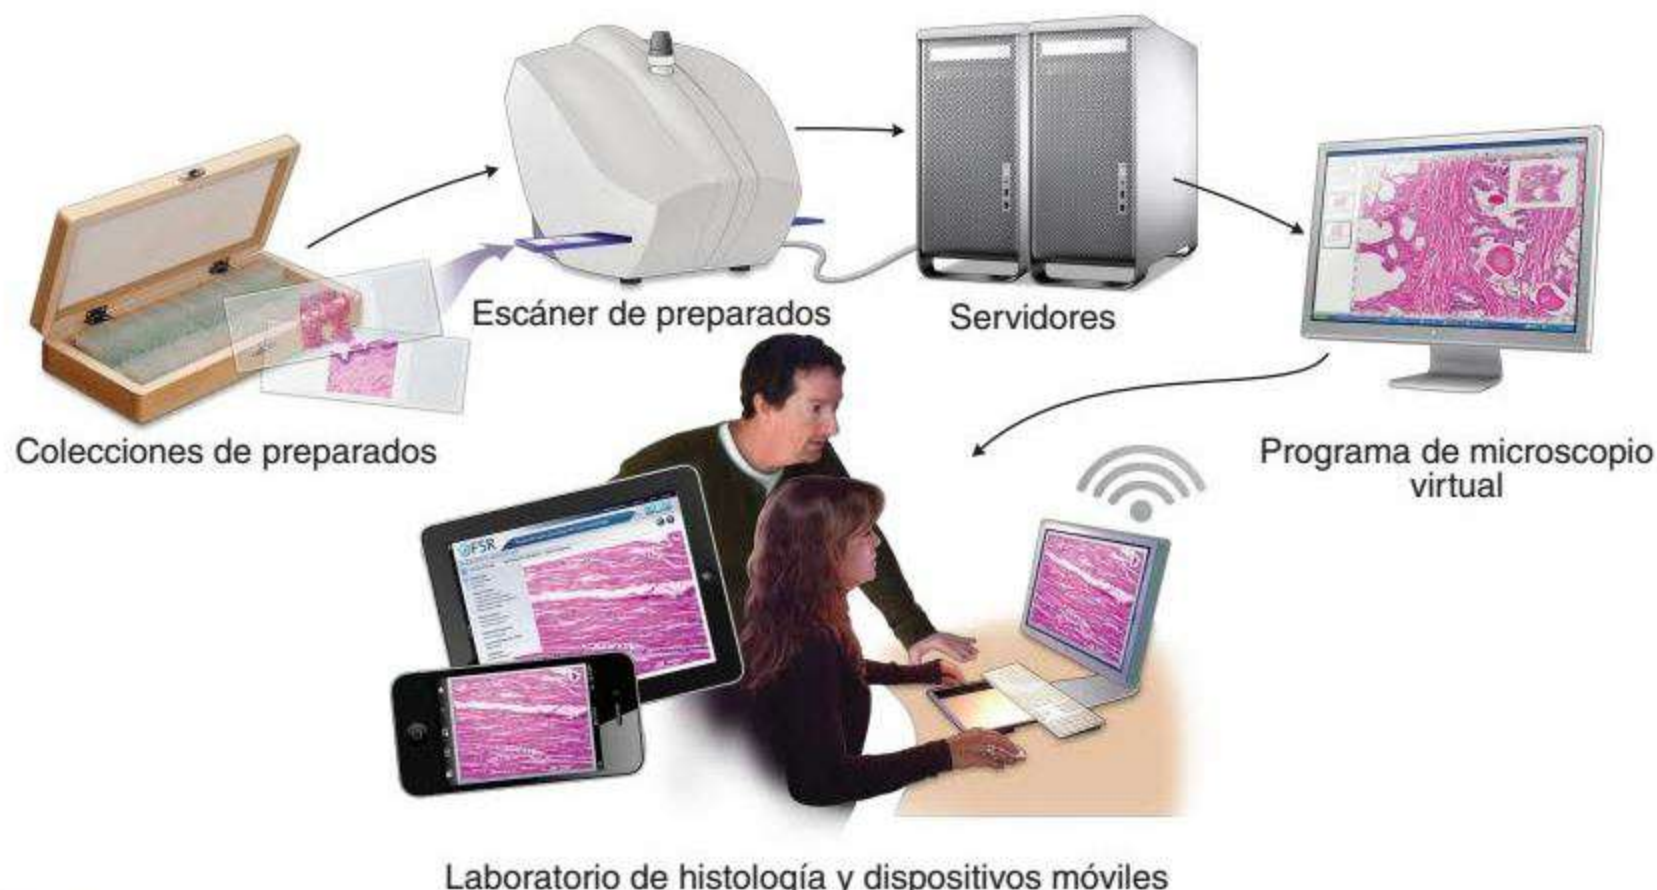 Escáner de preparados
Servidores
Colecciones de preparados
Programa de microscopio
virtual
FSR
Laboratorio de histología y dispositivos móviles